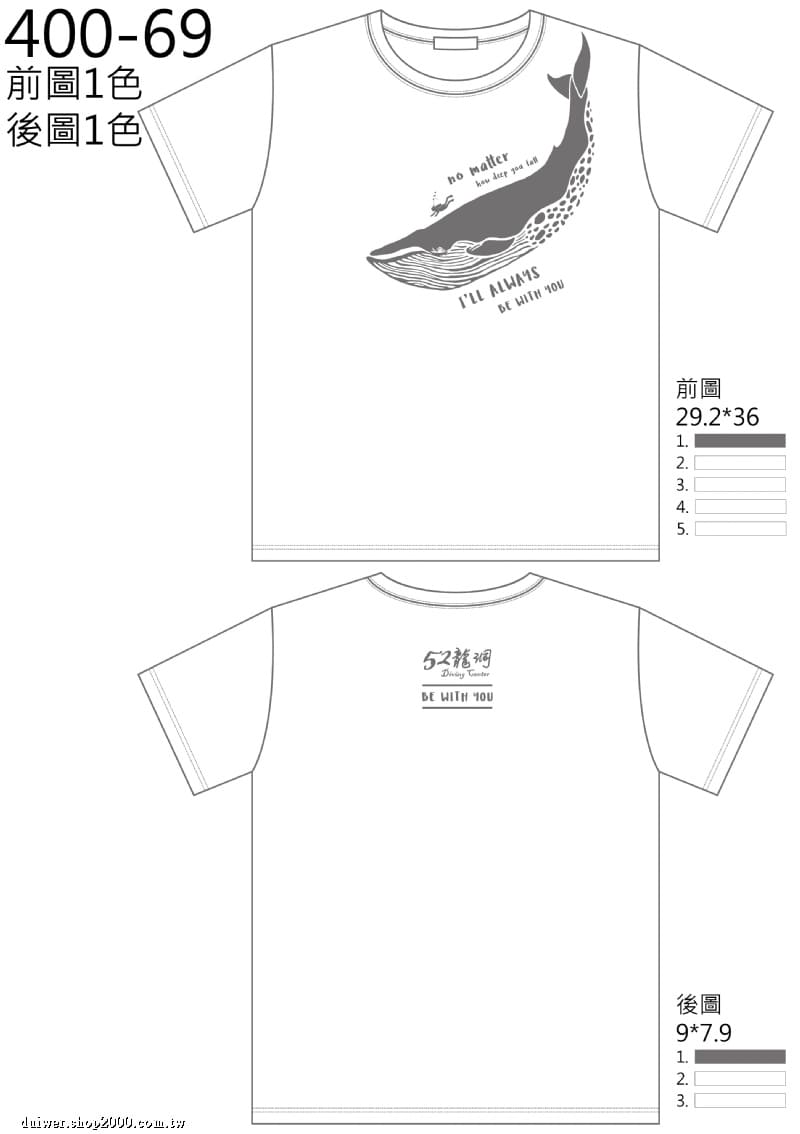 400-69
前圖1色
後圖1色
no matter
how deep you fall
I'LL ALWAYS
BE WITH YOU
前圖
29.2*36
1.
2.
3.
4.
5.
52龍洞
Diving Center
BE WITH YOU
後圖
9*7.9
1.
2.
3.
duiwer.shop2000.com.tw